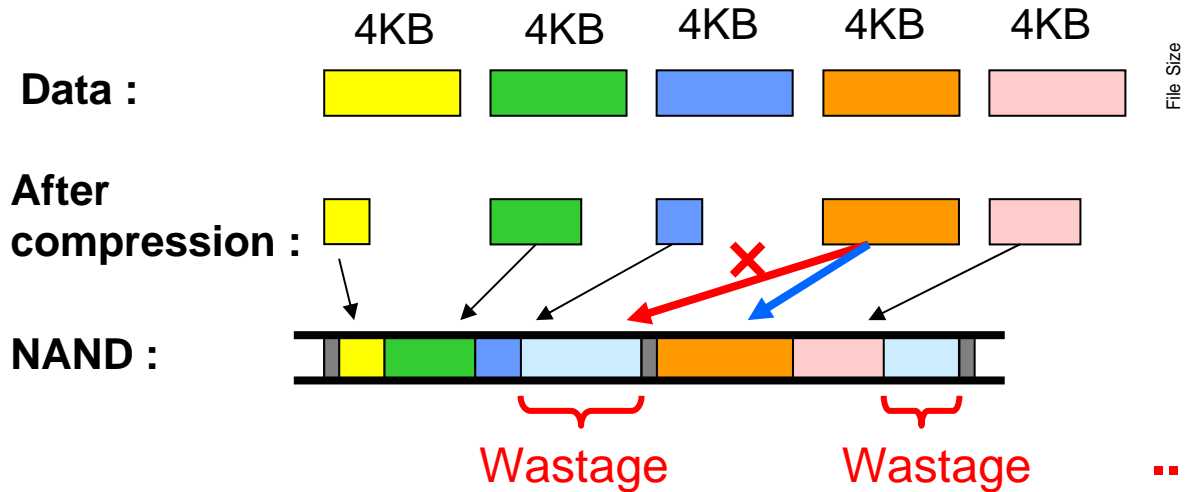 4KB 4KB 4KB 4KB 4KB
File Size
Data :
After
compression :
NAND :
Wastage Wastage